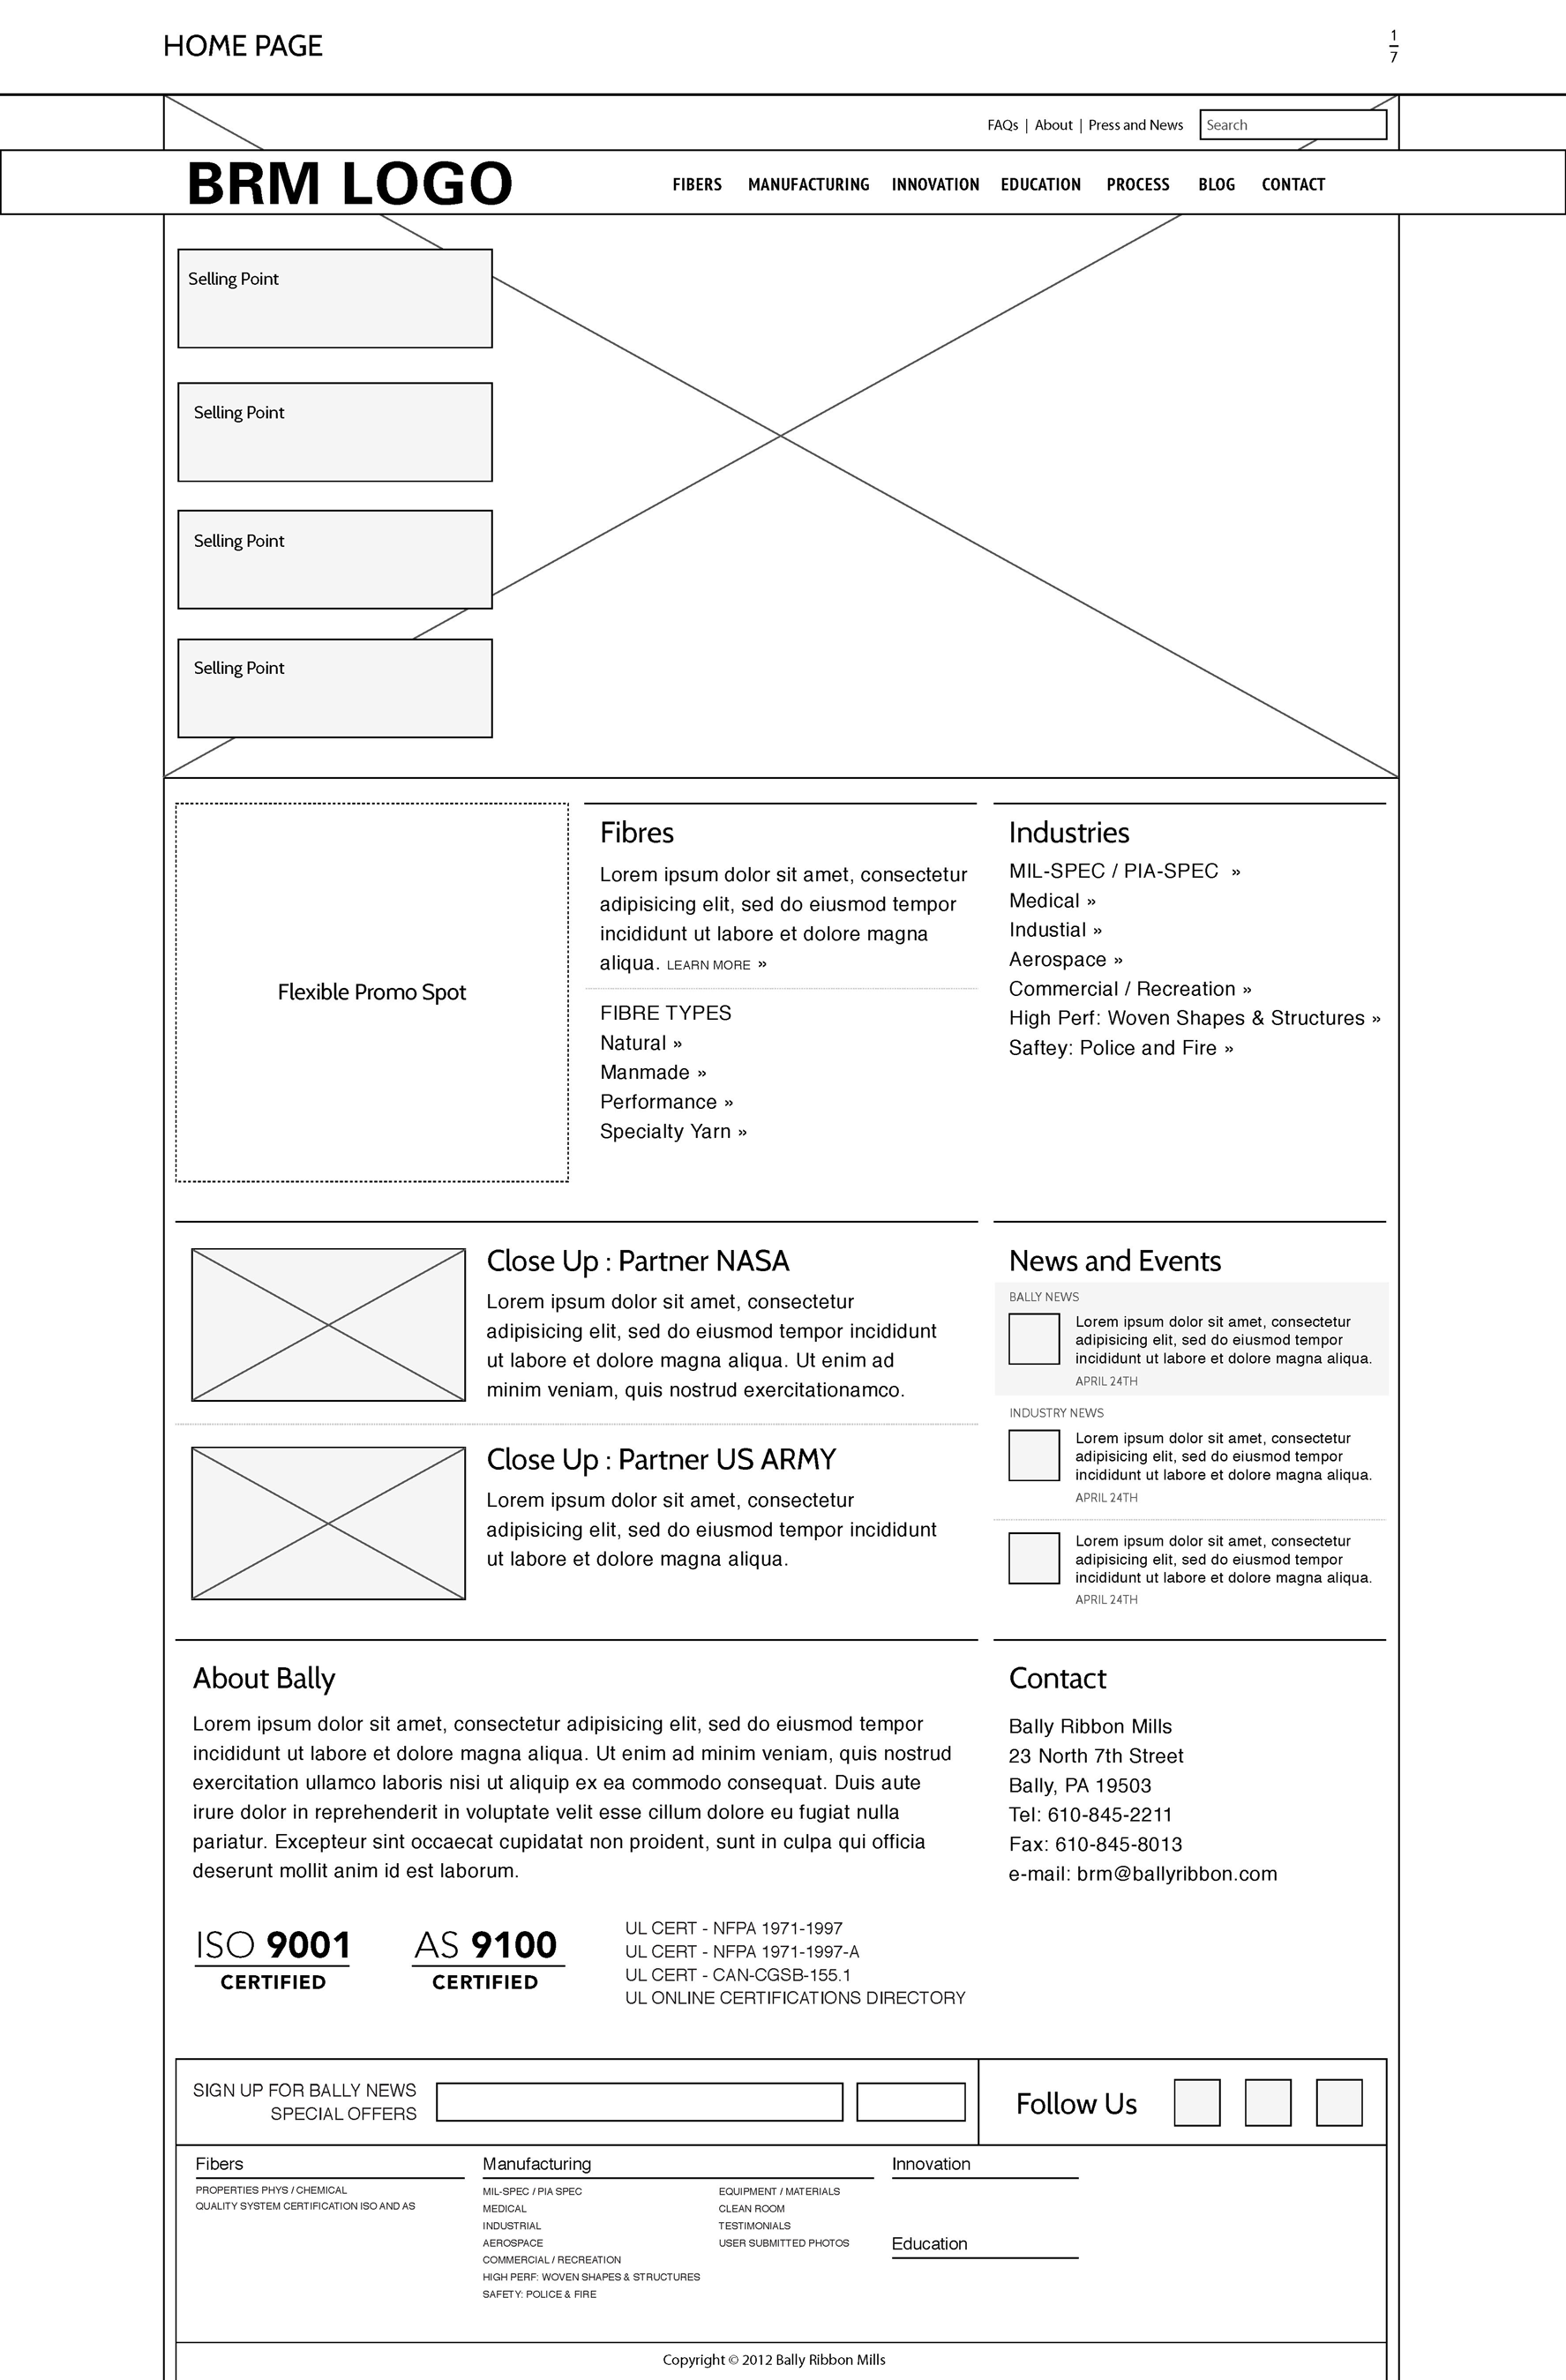 HOME PAGE
1
7
FAQs | About | Press and News
Search
BRM LOGO
FIBERS MANUFACTURING INNOVATION EDUCATION PROCESS BLOG CONTACT
Selling Point
Selling Point
Selling Point
Selling Point
Flexible Promo Spot
Fibres
Lorem ipsum dolor sit amet, consectetur
adipisicing elit, sed do eiusmod tempor
incididunt ut labore et dolore magna
aliqua. LEARN MORE »
FIBRE TYPES
Natural »
Manmade »
Performance »
Specialty Yarn »
Industries
MIL-SPEC / PIA-SPEC »
Medical »
Industial »
Aerospace »
Commercial / Recreation »
High Perf: Woven Shapes & Structures »
Saftey: Police and Fire »
Close Up : Partner NASA
Lorem ipsum dolor sit amet, consectetur
adipisicing elit, sed do eiusmod tempor incididunt
ut labore et dolore magna aliqua. Ut enim ad
minim veniam, quis nostrud exercitationamco.
Close Up : Partner US ARMY
Lorem ipsum dolor sit amet, consectetur
adipisicing elit, sed do eiusmod tempor incididunt
ut labore et dolore magna aliqua.
News and Events
BALLY NEWS
Lorem ipsum dolor sit amet, consectetur
adipisicing elit, sed do eiusmod tempor
incididunt ut labore et dolore magna aliqua.
APRIL 24TH
INDUSTRY NEWS
Lorem ipsum dolor sit amet, consectetur
adipisicing elit, sed do eiusmod tempor
incididunt ut labore et dolore magna aliqua.
APRIL 24TH
Lorem ipsum dolor sit amet, consectetur
adipisicing elit, sed do eiusmod tempor
incididunt ut labore et dolore magna aliqua.
APRIL 24TH
About Bally
Lorem ipsum dolor sit amet, consectetur adipisicing elit, sed do eiusmod tempor
incididunt ut labore et dolore magna aliqua. Ut enim ad minim veniam, quis nostrud
exercitation ullamco laboris nisi ut aliquip ex ea commodo consequat. Duis aute
irure dolor in reprehenderit in voluptate velit esse cillum dolore eu fugiat nulla
pariatur. Excepteur sint occaecat cupidatat non proident, sunt in culpa qui officia
deserunt mollit anim id est laborum.
Contact
Bally Ribbon Mills
23 North 7th Street
Bally, PA 19503
Tel: 610-845-2211
Fax: 610-845-8013
e-mail: brm@ballyribbon.com
ISO 9001
CERTIFIED
AS 9100
CERTIFIED
UL CERT - NFPA 1971-1997
UL CERT - NFPA 1971-1997-A
UL CERT - CAN-CGSB-155.1
UL ONLINE CERTIFICATIONS DIRECTORY
SIGN UP FOR BALLY NEWS
SPECIAL OFFERS
Follow Us
Fibers
PROPERTIES PHYS / CHEMICAL
QUALITY SYSTEM CERTIFICATION ISO AND AS
Manufacturing
MIL-SPEC / PIA SPEC
MEDICAL
INDUSTRIAL
AEROSPACE
COMMERCIAL / RECREATION
HIGH PERF: WOVEN SHAPES & STRUCTURES
SAFETY: POLICE & FIRE
EQUIPMENT / MATERIALS
CLEAN ROOM
TESTIMONIALS
USER SUBMITTED PHOTOS
Innovation
Education
Copyright © 2012 Bally Ribbon Mills